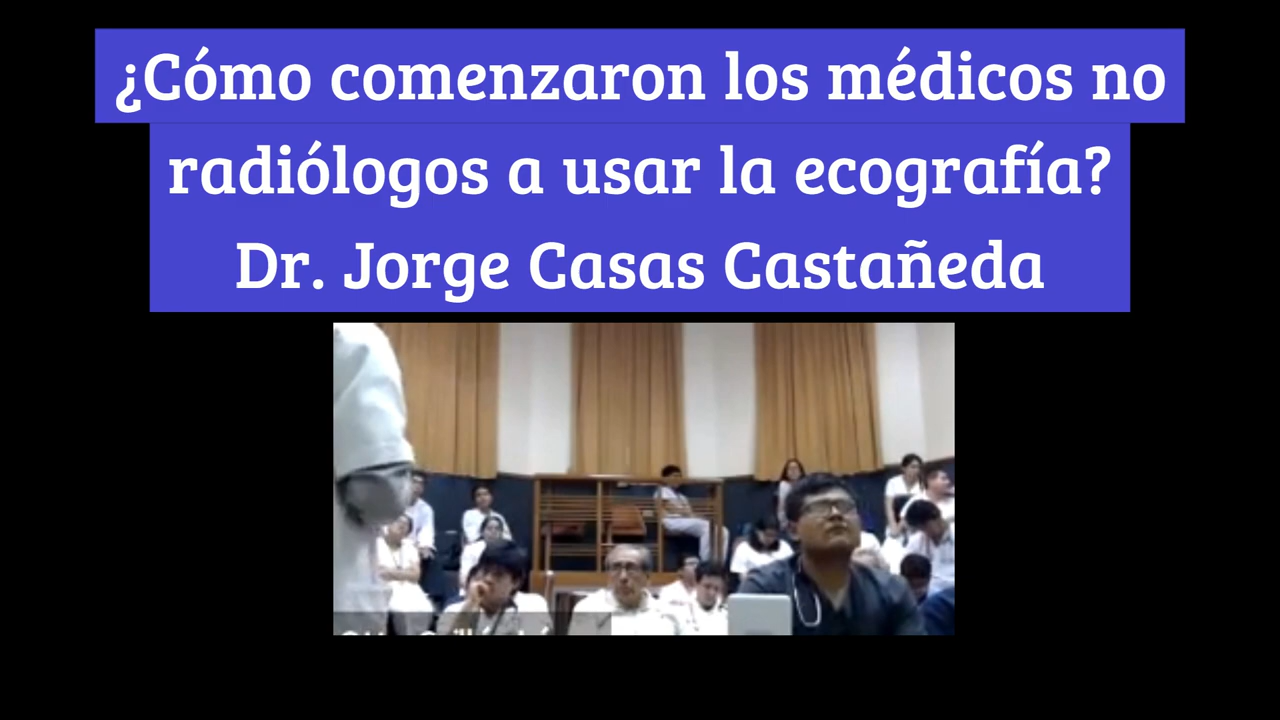 ¿Cómo comenzaron los médicos no
radiólogos a usar la ecografía?
Dr. Jorge Casas Castañeda